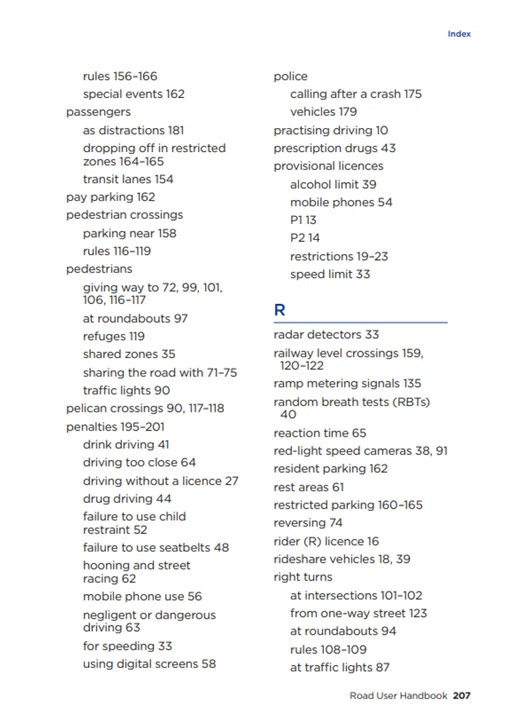 Index
rules 156–166
special events 162
passengers
as distractions 181
dropping off in restricted
zones 164–165
transit lanes 154
pay parking 162
pedestrian crossings
parking near 158
rules 116–119
pedestrians
giving way to 72, 99, 101,
106, 116–117
at roundabouts 97
refuges 119
shared zones 35
sharing the road with 71–75
traffic lights 90
pelican crossings 90, 117–118
penalties 195–201
drink driving 41
driving too close 64
driving without a licence 27
drug driving 44
failure to use child
restraint 52
failure to use seatbelts 48
hooning and street
racing 62
mobile phone use 56
negligent or dangerous
driving 63
for speeding 33
using digital screens 58
police
calling after a crash 175
vehicles 179
practising driving 10
prescription drugs 43
provisional licences
alcohol limit 39
mobile phones 54
P1 13
P2 14
restrictions 19–23
speed limit 33
R
radar detectors 33
railway level crossings 159,
120–122
ramp metering signals 135
random breath tests (RBTs)
40
reaction time 65
red-light speed cameras 38, 91
resident parking 162
rest areas 61
restricted parking 160–165
reversing 74
rider (R) licence 16
rideshare vehicles 18, 39
right turns
at intersections 101–102
from one-way street 123
at roundabouts 94
rules 108–109
at traffic lights 87
Road User Handbook 207